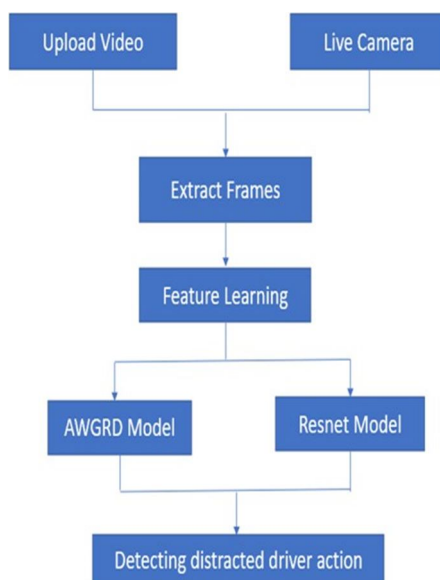 Upload Video
Live Camera
Extract Frames
Feature Learning
AWGRD Model
Resnet Model
Detecting distracted driver action